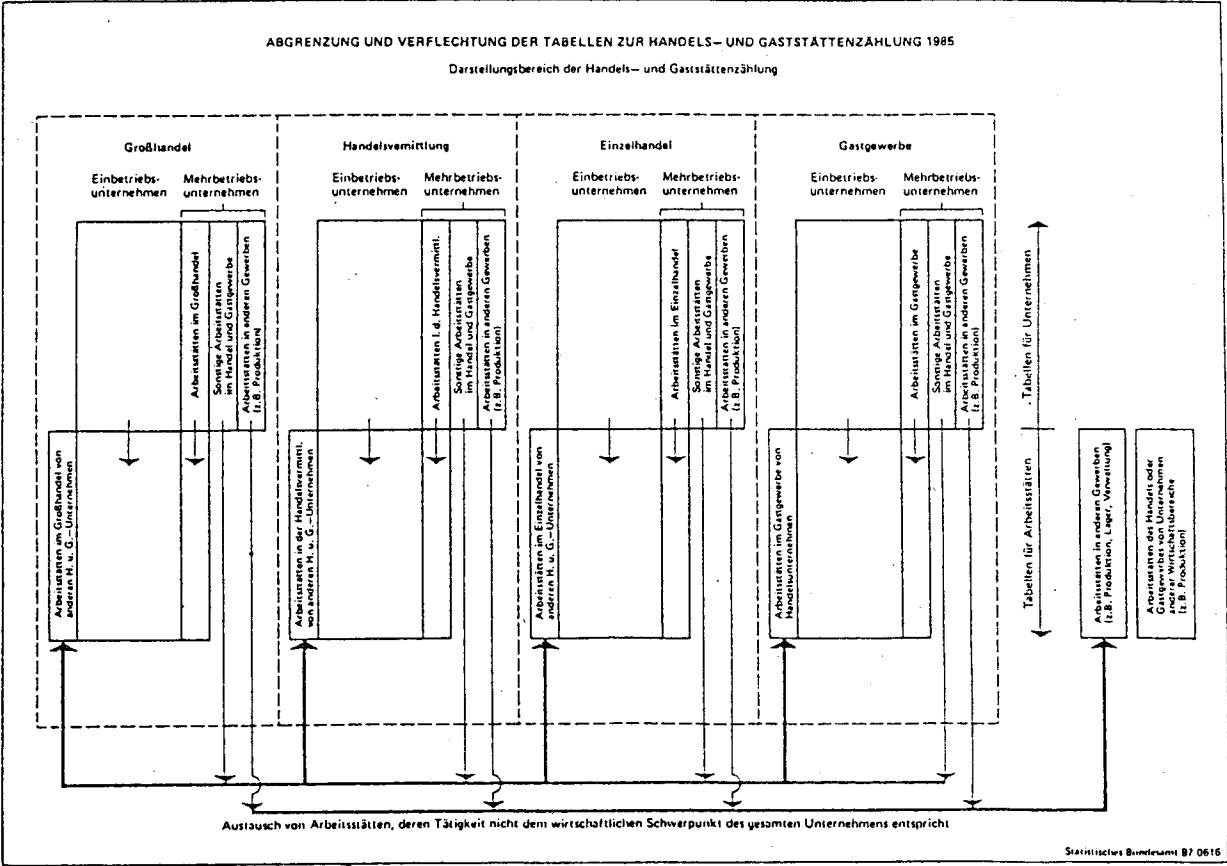 ABGRENZUNG UND VERFLECHTUNG DER TABELLEN ZUR HANDELS– UND GASTSTÄTTENZÄHLUNG 1985
Darstellungsbereich der Handels– und Gaststättenzählung
Großhandel
Einbetriebs-
unternehmen
Mehrbetriebs-
unternehmen
Arbeitsstätten im Großhandel
Sonstige Arbeitsstätten
im Handel und Gastgewerbe
Arbeitsstätten in anderen Gewerben
(z.B. Produktion)
Arbeitsstätten um Großhandel von
anderen H. u. G.–Unternehmen
Handelsvermittlung
Einbetriebs-
unternehmen
Mehrbetriebs-
unternehmen
Arbeitsstätten i. d. Handelsvermittl.
Sonstige Arbeitsstätten
im Handel und Gastgewerbe
Arbeitsstätten in anderen Gewerben
(z.B. Produktion)
Arbeitsstätten in der Handelsvermittl.
von anderen H. u. G.–Unternehmen
Einzelhandel
Einbetriebs-
unternehmen
Mehrbetriebs-
unternehmen
Arbeitsstätten im Einzelhandel
Sonstige Arbeitsstätten
im Handel und Gastgewerbe
Arbeitsstätten in anderen Gewerben
(z.B. Produktion)
Arbeitsstätten im Einzelhandel von
anderen H. u. G.–Unternehmen
Gastgewerbe
Einbetriebs-
unternehmen
Mehrbetriebs-
unternehmen
Arbeitsstätten im Gastgewerbe
Sonstige Arbeitsstätten
im Handel und Gastgewerbe
Arbeitsstätten in anderen Gewerben
(z.B. Produktion)
Arbeitsstätten im Gastgewerbe von
Handelsunternehmen
Tabellen für Unternehmen
Tabellen für Arbeitsstätten
Arbeitsstätten in anderen Gewerben
(z.B. Produktion, Lager, Verwaltung)
Arbeitsstätten des Handels oder
Gastgewerbes von Unternehmen
anderer Wirtschaftsbereiche
(z.B. Produktion)
Austausch von Arbeitsstätten, deren Tätigkeit nicht dem wirtschaftlichen Schwerpunkt des gesamten Unternehmens entspricht
Statistisches Bundesamt 87 0616